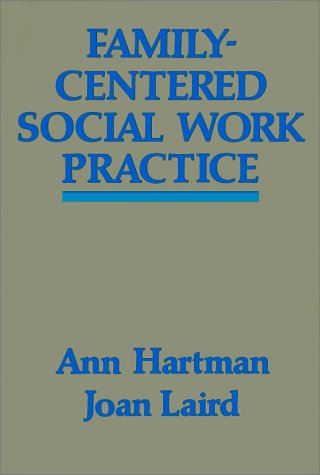 FAMILY-
CENTERED
SOCIAL WORK
PRACTICE
Ann Hartman
Joan Laird